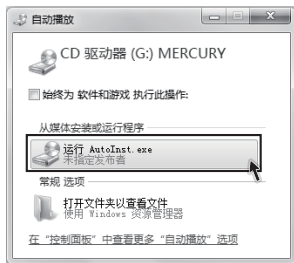 自动播放
CD 驱动器 (G:) MERCURY
始终为 软件和游戏 执行此操作:
从媒体安装或运行程序
运行 AutoInst.exe
未指定发布者
常规 选项
打开文件夹以查看文件
使用 Windows 资源管理器
在“控制面板”中查看更多“自动播放”选项